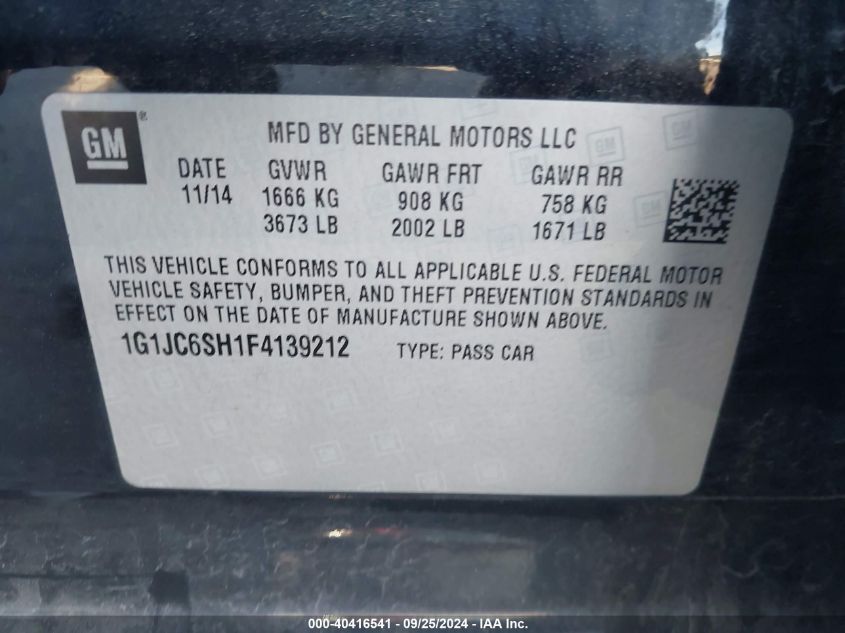 GM ®
MFD BY GENERAL MOTORS LLC
DATE GVWR GAWR FRT GAWR RR
11/14 1666 KG 908 KG 758 KG
3673 LB 2002 LB 1671 LB
THIS VEHICLE CONFORMS TO ALL APPLICABLE U.S. FEDERAL MOTOR
VEHICLE SAFETY, BUMPER, AND THEFT PREVENTION STANDARDS IN
EFFECT ON THE DATE OF MANUFACTURE SHOWN ABOVE.
1G1JC6SH1F4139212 TYPE: PASS CAR
000-40416541 - 09/25/2024 - IAA Inc.